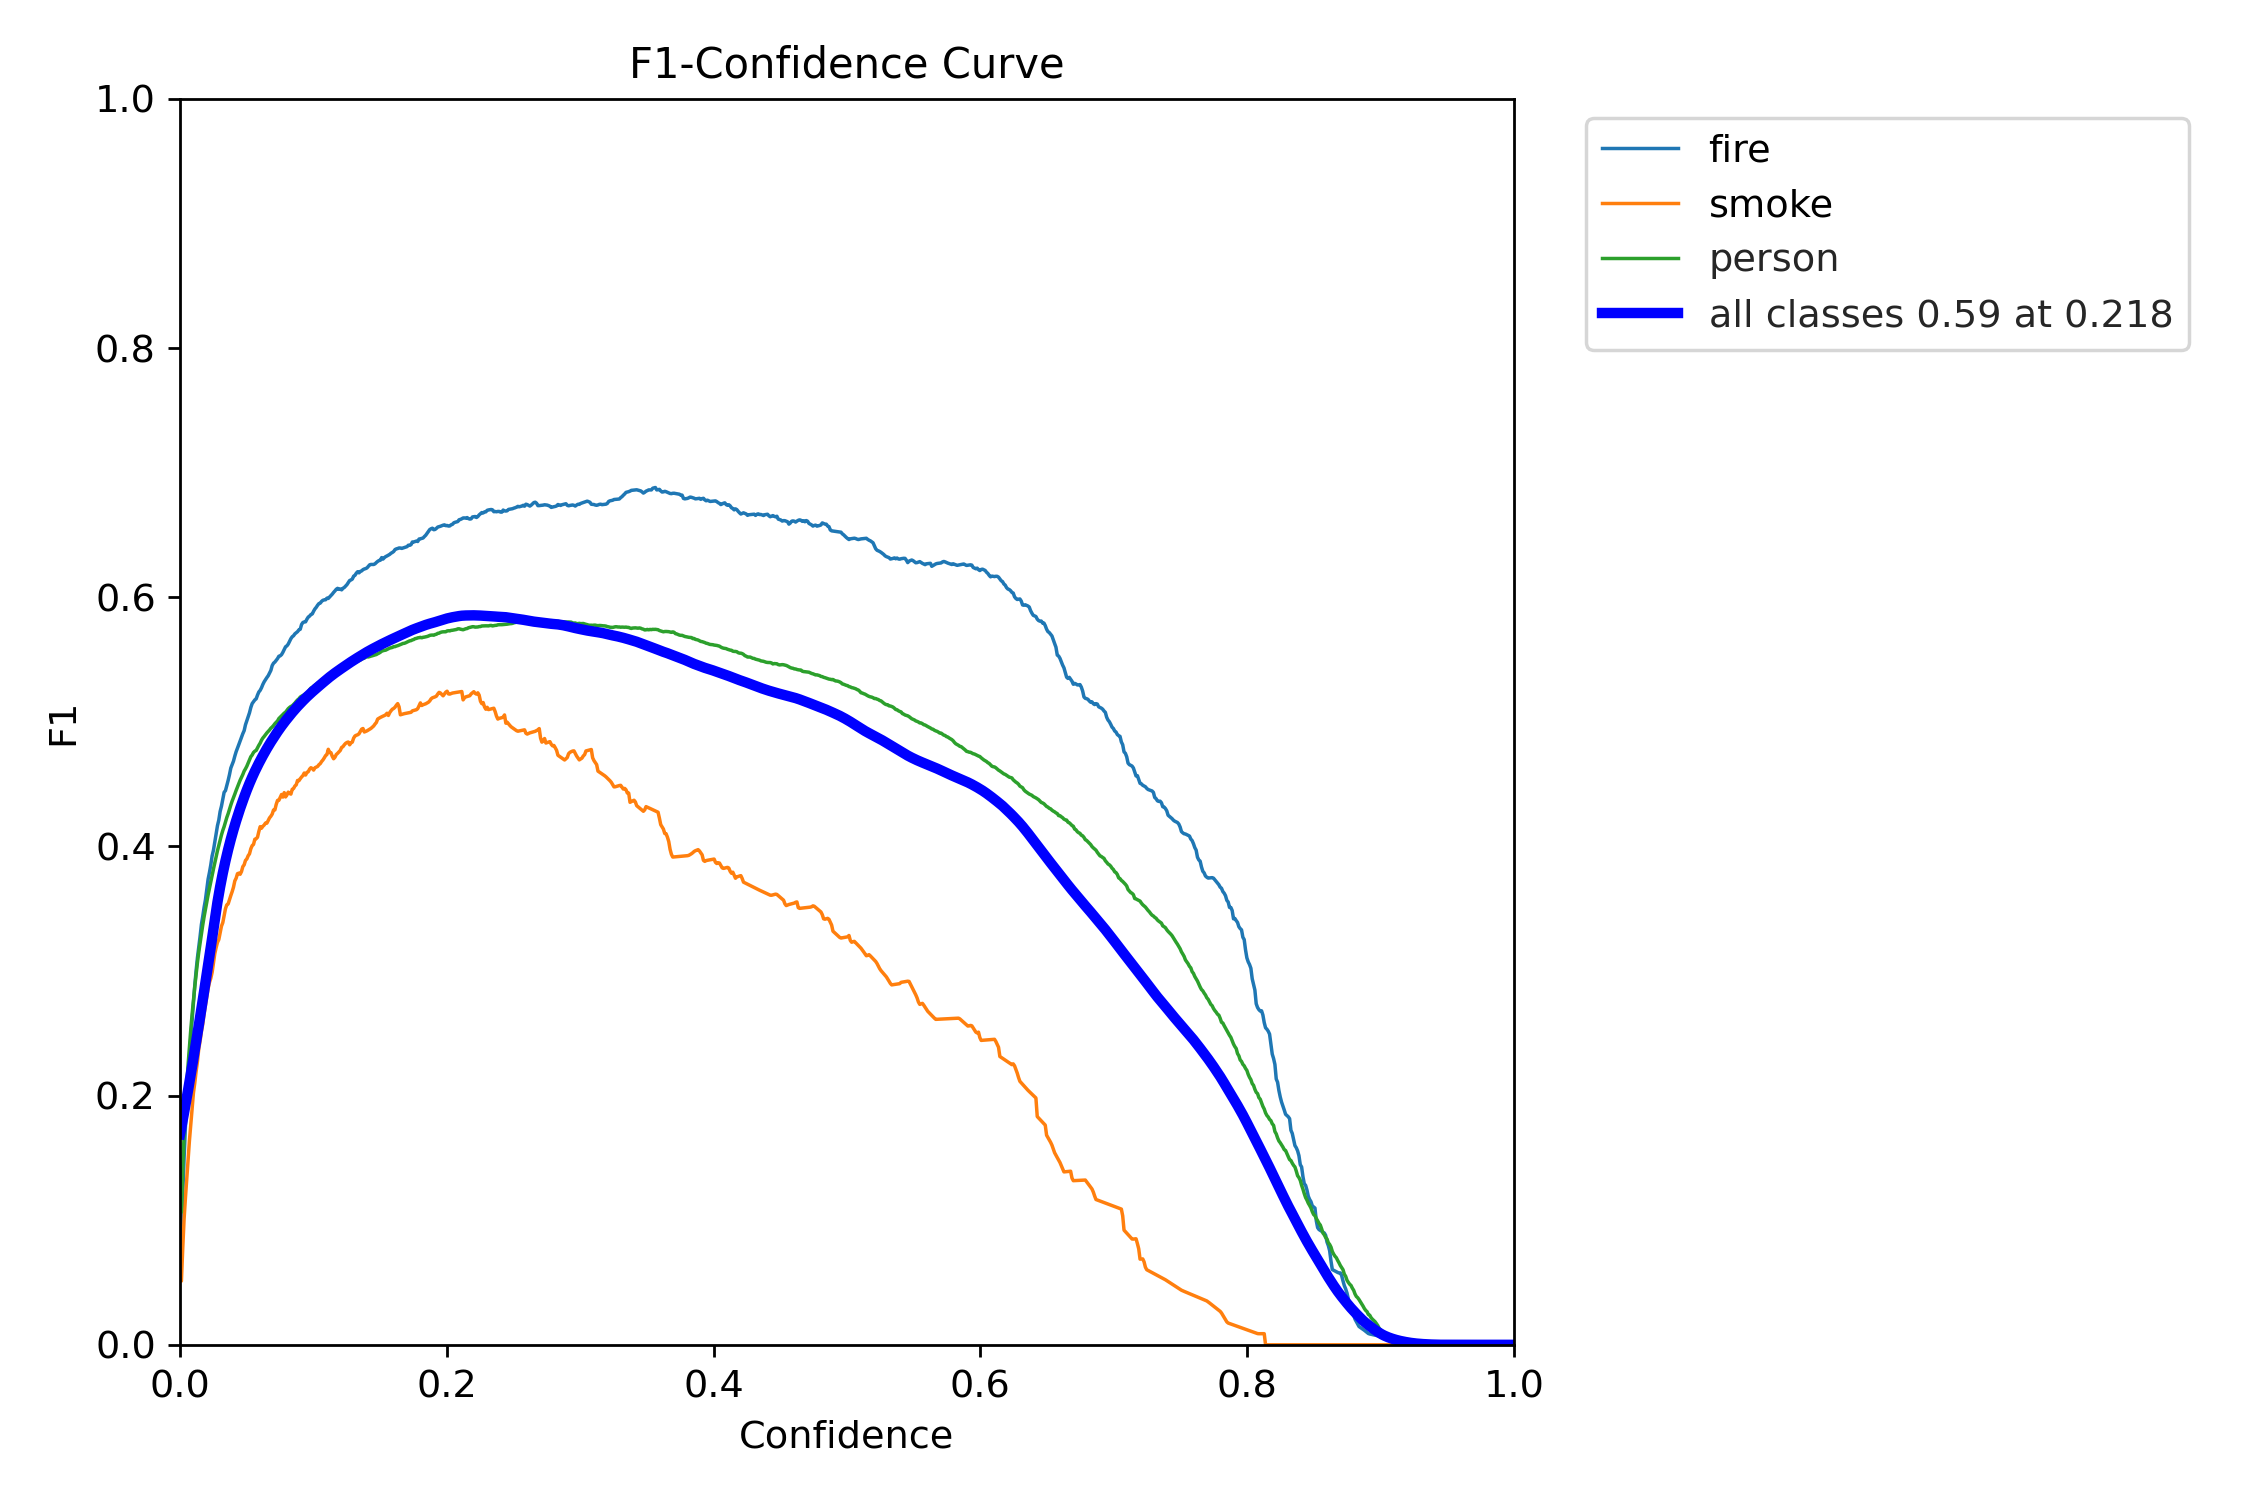 F1-Confidence Curve
1.0
0.8
0.6
0.4
0.2
0.0
F1
0.0 0.2 0.4 0.6 0.8 1.0
Confidence
fire
smoke
person
all classes 0.59 at 0.218